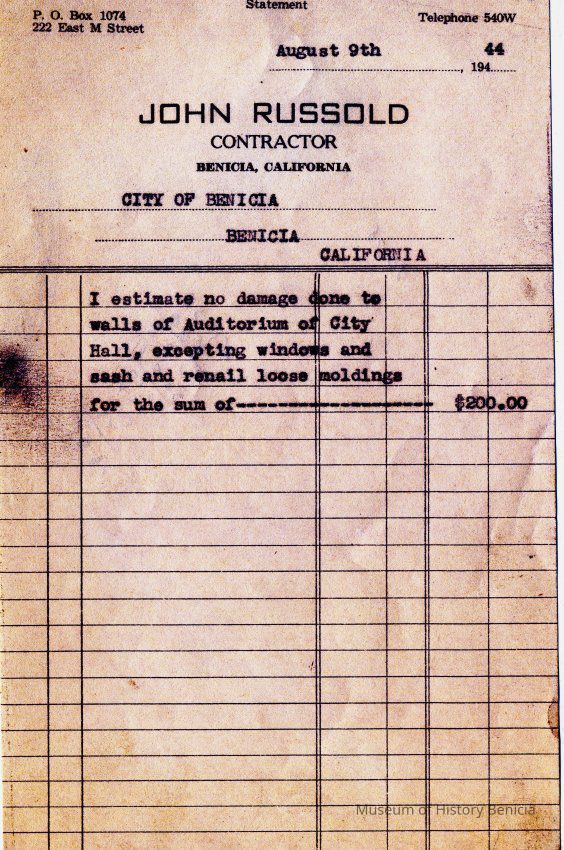 Statement
P. O. Box 1074
Telephone 540W
222 East M Street
August 9th 44
, 194
JOHN RUSSOLD
CONTRACTOR
BENICIA, CALIFORNIA
CITY OF BENICIA
BENICIA
CALIFORNIA
I estimate no damage done to
walls of Auditorium of City
Hall, excepting windows and
sash and renail loose moldings
for the sum of-------------------- $200.00
Museum of History Benicia